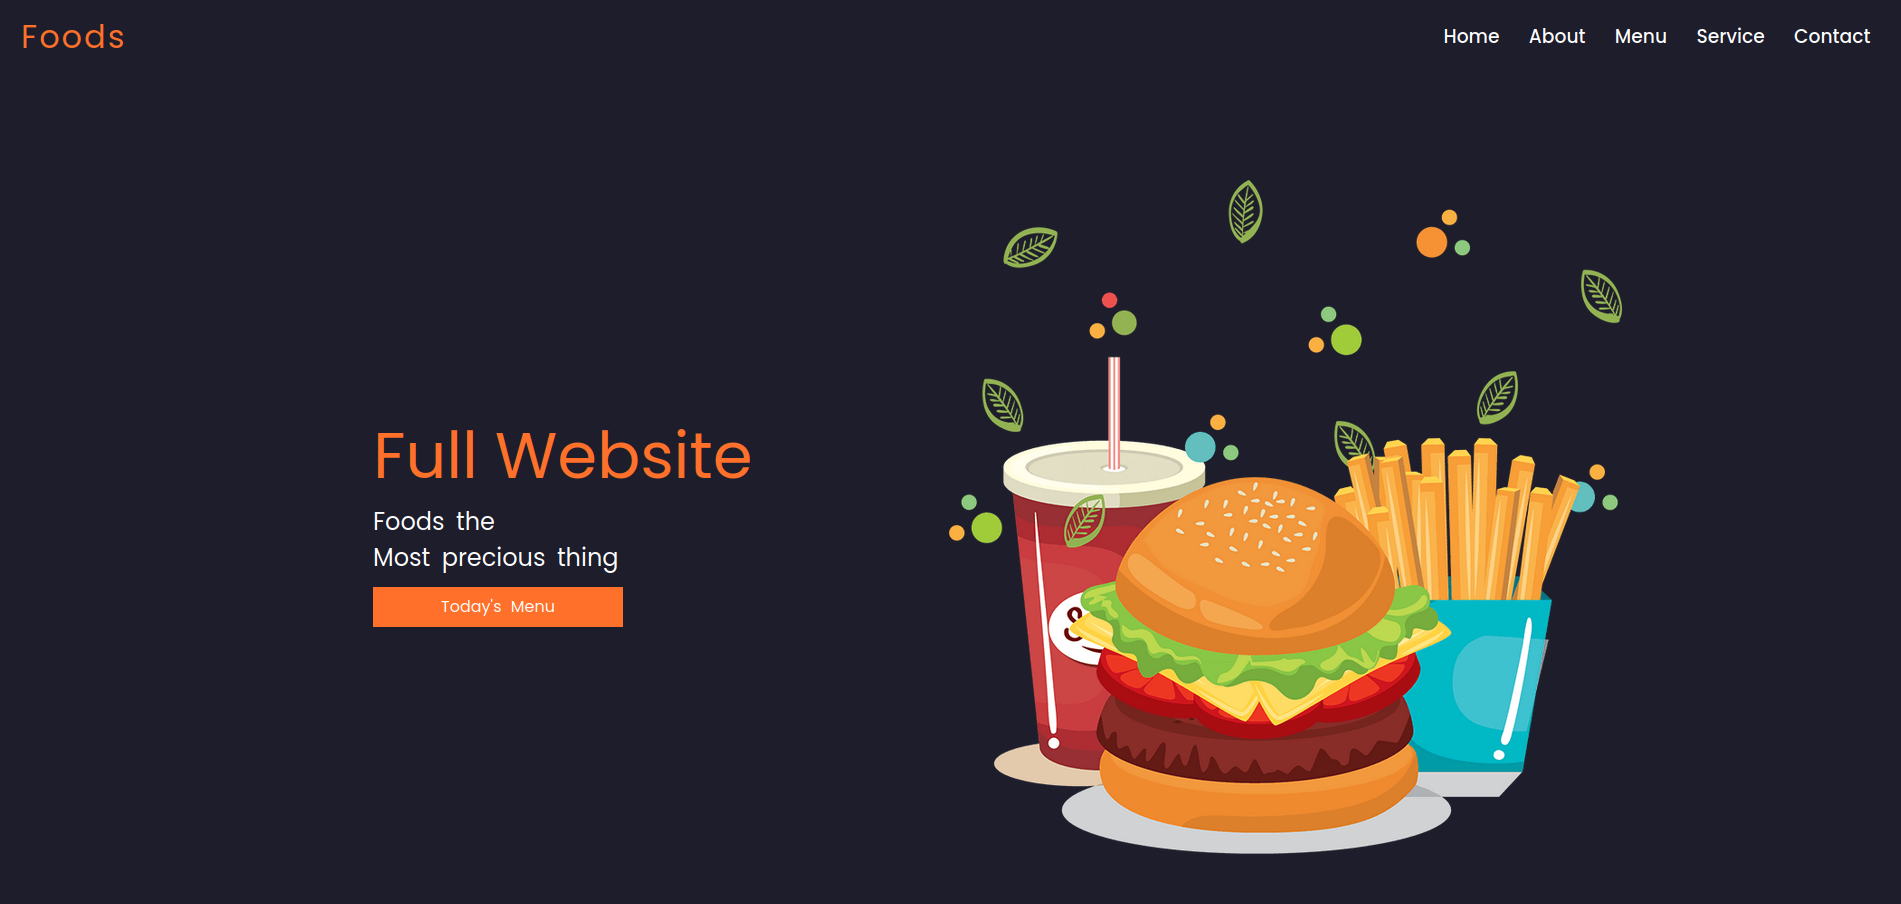 Foods
Home About Menu Service Contact
Full Website
Foods the
Most precious thing
Today's Menu